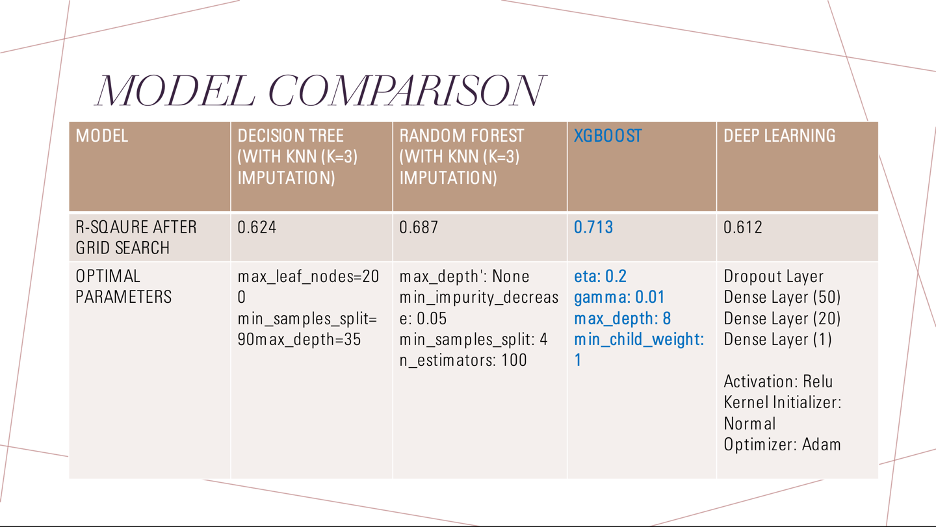 MODEL COMPARISON
MODEL
DECISION TREE
(WITH KNN (K=3)
IMPUTATION)
RANDOM FOREST
(WITH KNN (K=3)
IMPUTATION)
XGBOOST
DEEP LEARNING
R-SQAURE AFTER
GRID SEARCH
0.624
0.687
0.713
0.612
OPTIMAL
PARAMETERS
max_leaf_nodes=20
0
min_samples_split=
90max_depth=35
max_depth': None
min_impurity_decreas
e: 0.05
min_samples_split: 4
n_estimators: 100
eta: 0.2
gamma: 0.01
max_depth: 8
min_child_weight:
1
Dropout Layer
Dense Layer (50)
Dense Layer (20)
Dense Layer (1)
Activation: Relu
Kernel Initializer:
Normal
Optimizer: Adam